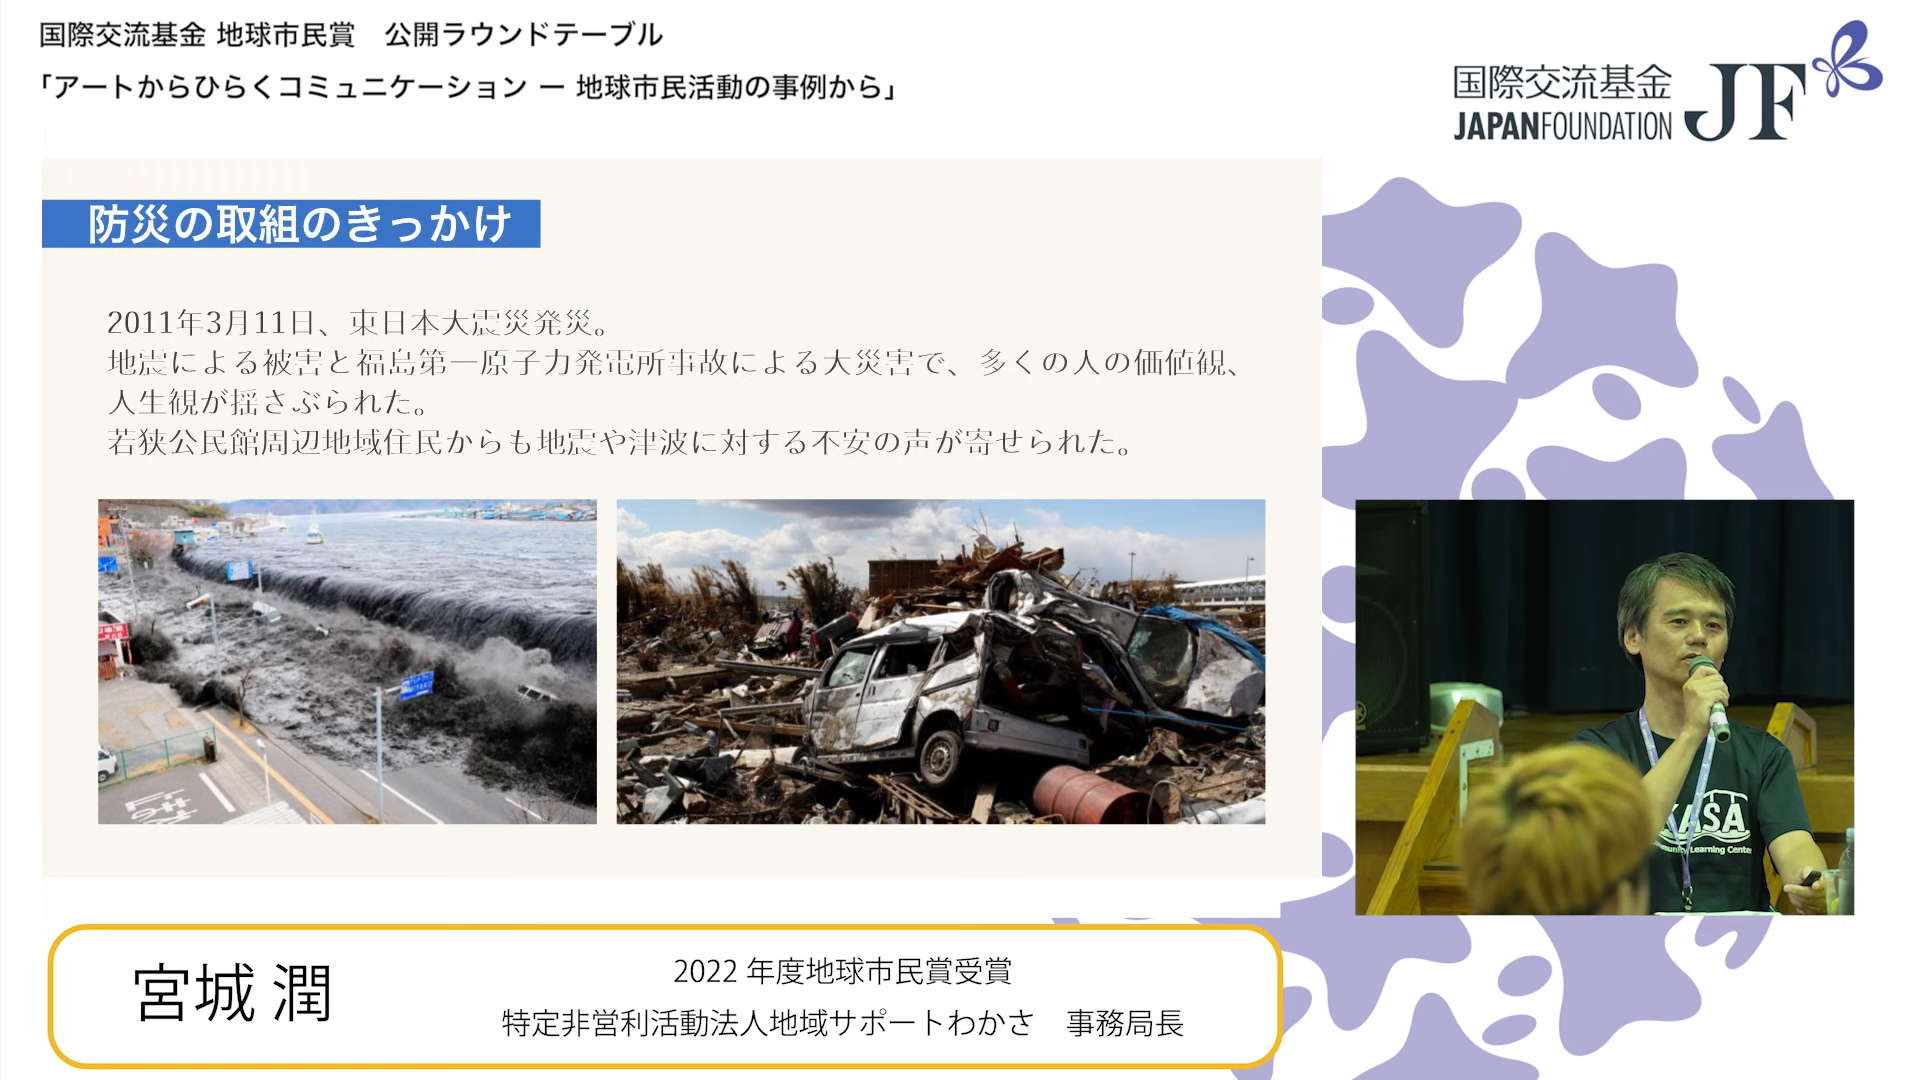 国際交流基金 地球市民賞　公開ラウンドテーブル
「アートからひらくコミュニケーション ー 地球市民活動の事例から」
国際交流基金
JAPANFOUNDATION
JF
防災の取組のきっかけ
2011年3月11日、東日本大震災発災。
地震による被害と福島第一原子力発電所事故による大災害で、多くの人の価値観、
人生観が揺さぶられた。
若狭公民館周辺地域住民からも地震や津波に対する不安の声が寄せられた。
KASA
munity Learning Cente
宮城 潤
2022 年度地球市民賞受賞
特定非営利活動法人地域サポートわかさ　事務局長